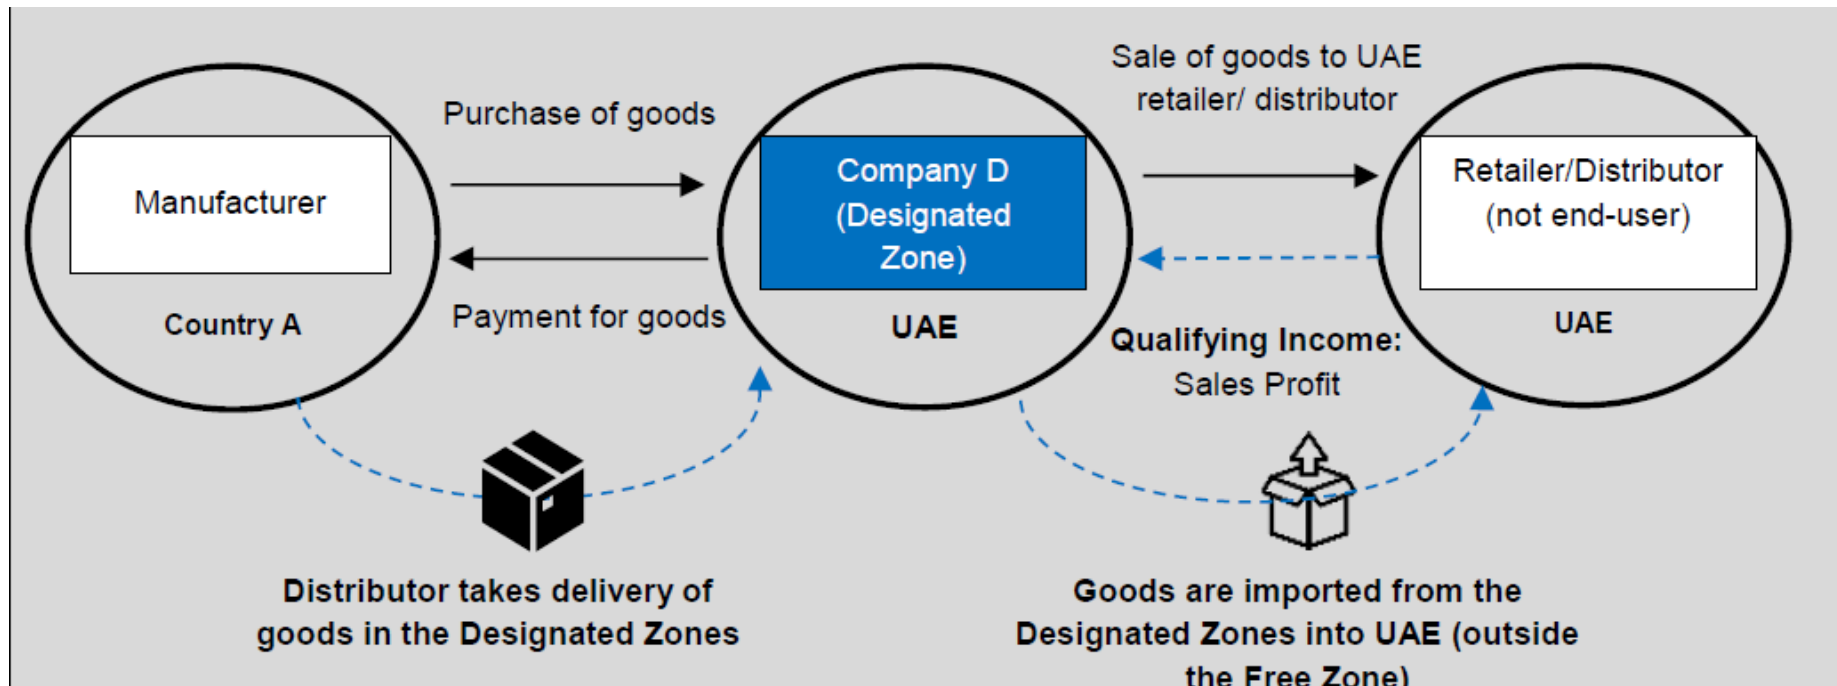 Purchase of goods
Sale of goods to UAE
retailer/ distributor
Manufacturer
Company D
(Designated
Zone)
Retailer/Distributor
(not end-user)
Country A
Payment for goods
UAE
Qualifying Income:
Sales Profit
UAE
Distributor takes delivery of
goods in the Designated Zones
Goods are imported from the
Designated Zones into UAE (outside
the Free Zone)